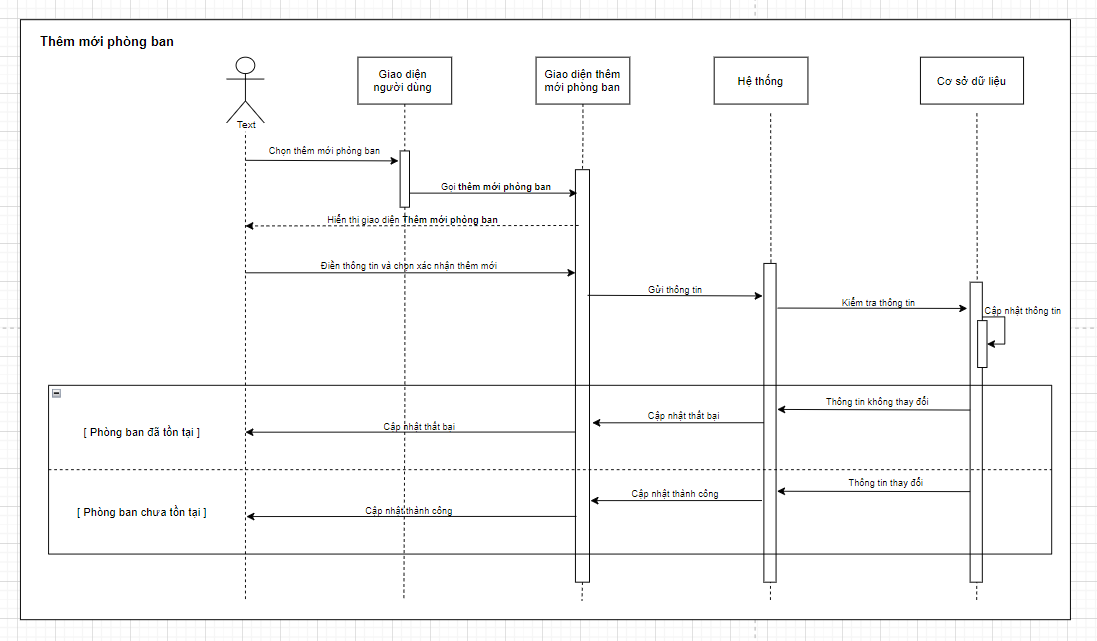 Thêm mới phòng ban
Giao diện
người dùng
Giao diện thêm
mới phòng ban
Hệ thống
Cơ sở dữ liệu
Text
Chọn thêm mới phòng ban
Gọi thêm mới phòng ban
Hiển thị giao diện Thêm mới phòng ban
Điền thông tin và chọn xác nhận thêm mới
Gửi thông tin
Kiểm tra thông tin
Cập nhật thông tin
Thông tin không thay đổi
Cập nhật thất bại
Cập nhật thất bại
[ Phòng ban đã tồn tại ]
Thông tin thay đổi
Cập nhật thành công
Cập nhật thành công
[ Phòng ban chưa tồn tại ]